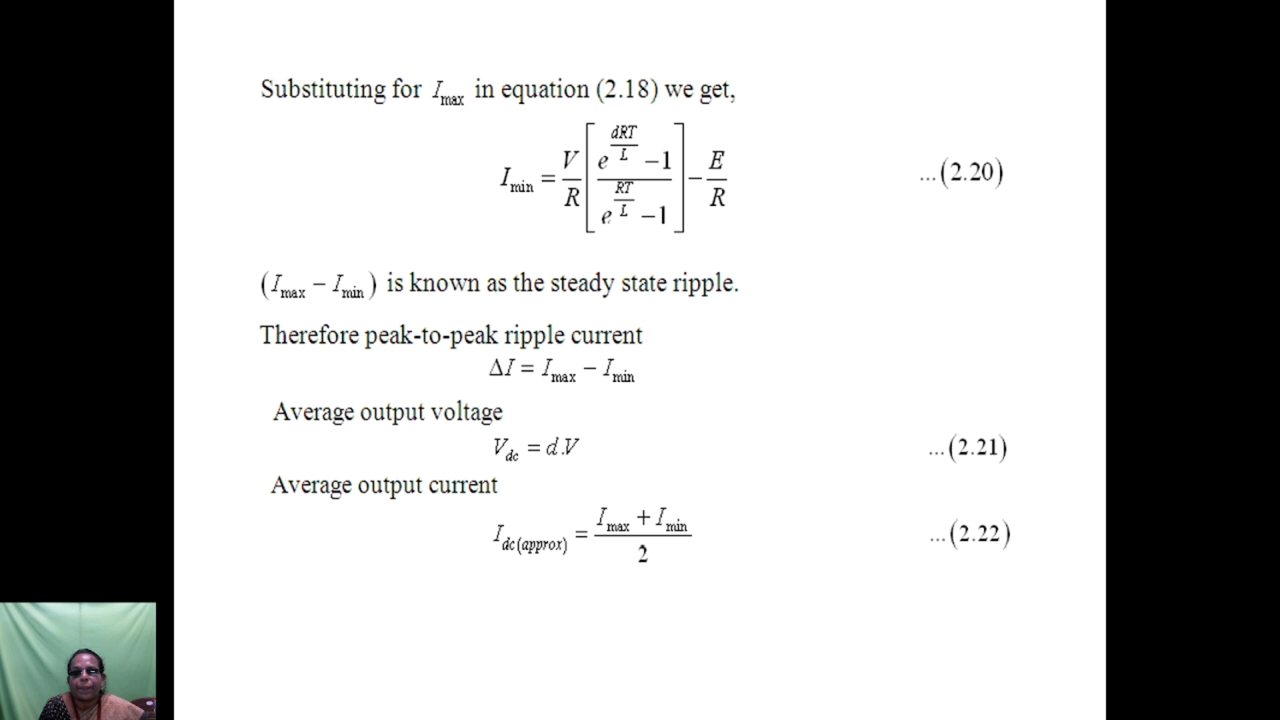 Substituting for I_max in equation (2.18) we get,
I_min = V/R [ (e^(dRT/L) − 1) / (e^(RT/L) − 1) ] − E/R ...(2.20)
(I_max − I_min) is known as the steady state ripple.
Therefore peak-to-peak ripple current
ΔI = I_max − I_min
Average output voltage
V_dc = d.V ...(2.21)
Average output current
I_dc(approx) = (I_max + I_min) / 2 ...(2.22)